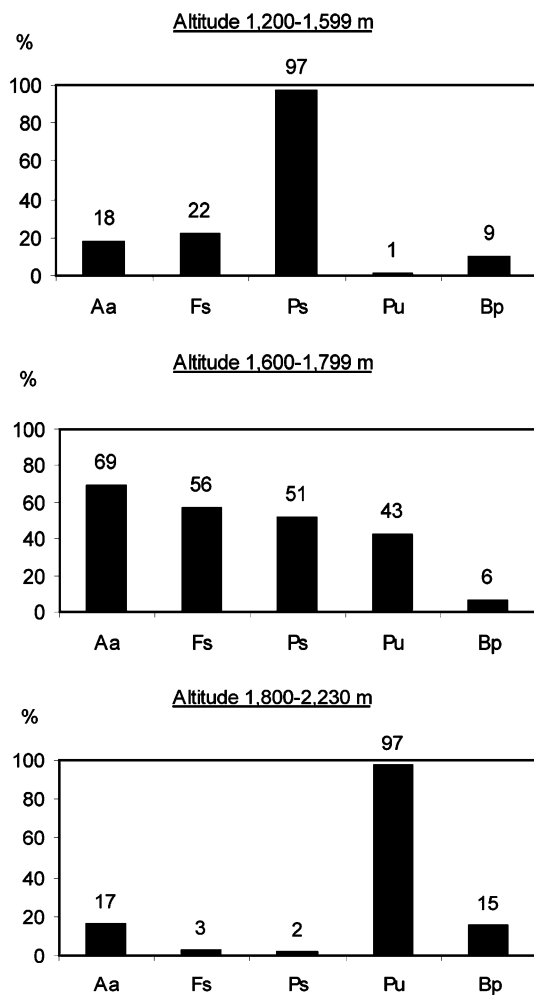 Altitude 1,200-1,599 m
%
97
100
80
60
40
18 22 9
20 1
0
Aa Fs Ps Pu Bp
Altitude 1,600-1,799 m
%
100
69
80 56 51
60 43
40
20 6
0
Aa Fs Ps Pu Bp
Altitude 1,800-2,230 m
%
97
100
80
60
40
17 15
20 3 2
0
Aa Fs Ps Pu Bp